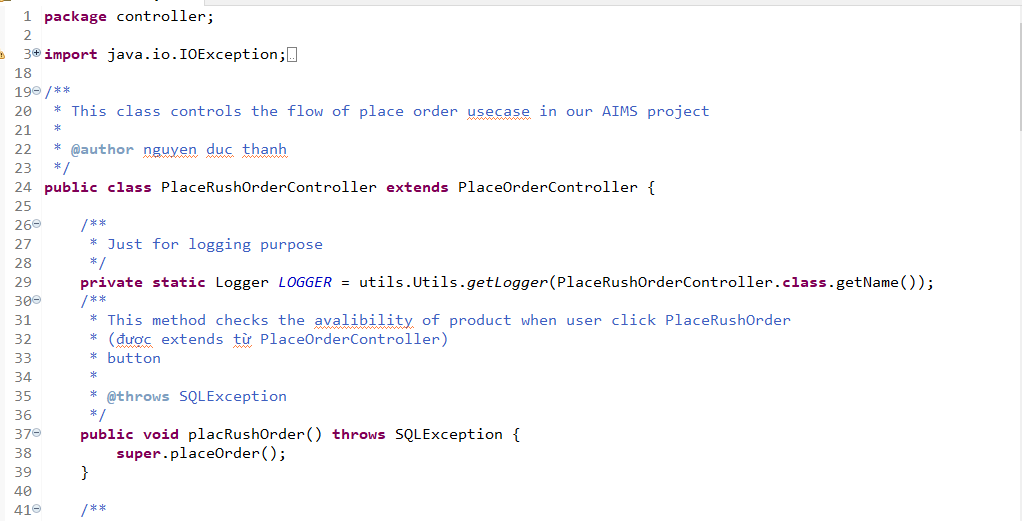 1 package controller;
2
3 import java.io.IOException;
18
19 /**
20 * This class controls the flow of place order usecase in our AIMS project
21 *
22 * @author nguyen duc thanh
23 */
24 public class PlaceRushOrderController extends PlaceOrderController {
25
26 /**
27 * Just for logging purpose
28 */
29 private static Logger LOGGER = utils.Utils.getLogger(PlaceRushOrderController.class.getName());
30 /**
31 * This method checks the avalibility of product when user click PlaceRushOrder
32 * (được extends từ PlaceOrderController)
33 * button
34 *
35 * @throws SQLException
36 */
37 public void placRushOrder() throws SQLException {
38 super.placeOrder();
39 }
40
41 /**